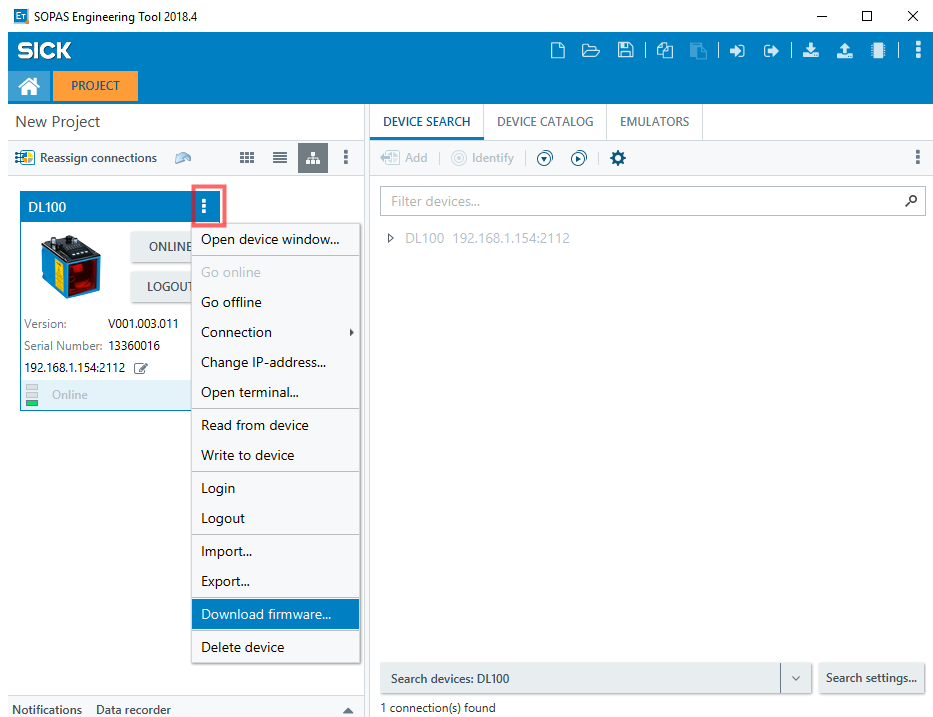 ET SOPAS Engineering Tool 2018.4
SICK
PROJECT
New Project
Reassign connections
DL100
ONLINE
LOGOUT
Version: V001.003.011
Serial Number: 13360016
192.168.1.154:2112
Online
Open device window...
Go online
Go offline
Connection
Change IP-address...
Open terminal...
Read from device
Write to device
Login
Logout
Import...
Export...
Download firmware...
Delete device
Notifications Data recorder
DEVICE SEARCH DEVICE CATALOG EMULATORS
Add Identify
Filter devices...
DL100 192.168.1.154:2112
Search devices: DL100 Search settings...
1 connection(s) found